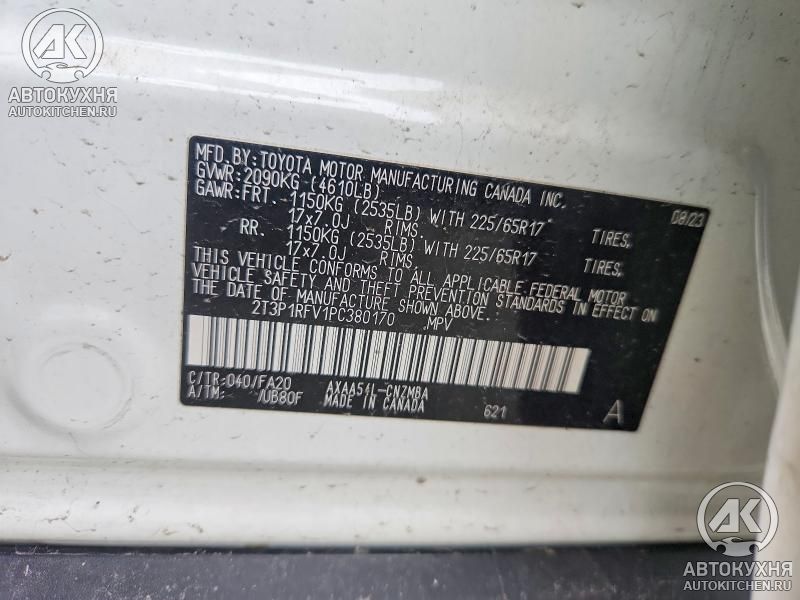 АК
АВТОКУХНЯ
AUTOKITCHEN.RU
MFD.BY:TOYOTA MOTOR MANUFACTURING CANADA INC. 08/23
GVWR:2090KG (4610LB)
GAWR:FRT. 1150KG (2535LB) WITH 225/65R17 TIRES,
17x7.0J RIMS.
RR. 1150KG (2535LB) WITH 225/65R17 TIRES,
17x7.0J RIMS.
THIS VEHICLE CONFORMS TO ALL APPLICABLE FEDERAL MOTOR
VEHICLE SAFETY AND THEFT PREVENTION STANDARDS IN EFFECT
ON THE DATE OF MANUFACTURE SHOWN ABOVE.
2T3P1RFV1PC380170 MPV
C/TR:040/FA20 AXAA54L-CNZMBA
A/TM: /UB80F MADE IN CANADA 621 A
АК
АВТОКУХНЯ
AUTOKITCHEN.RU